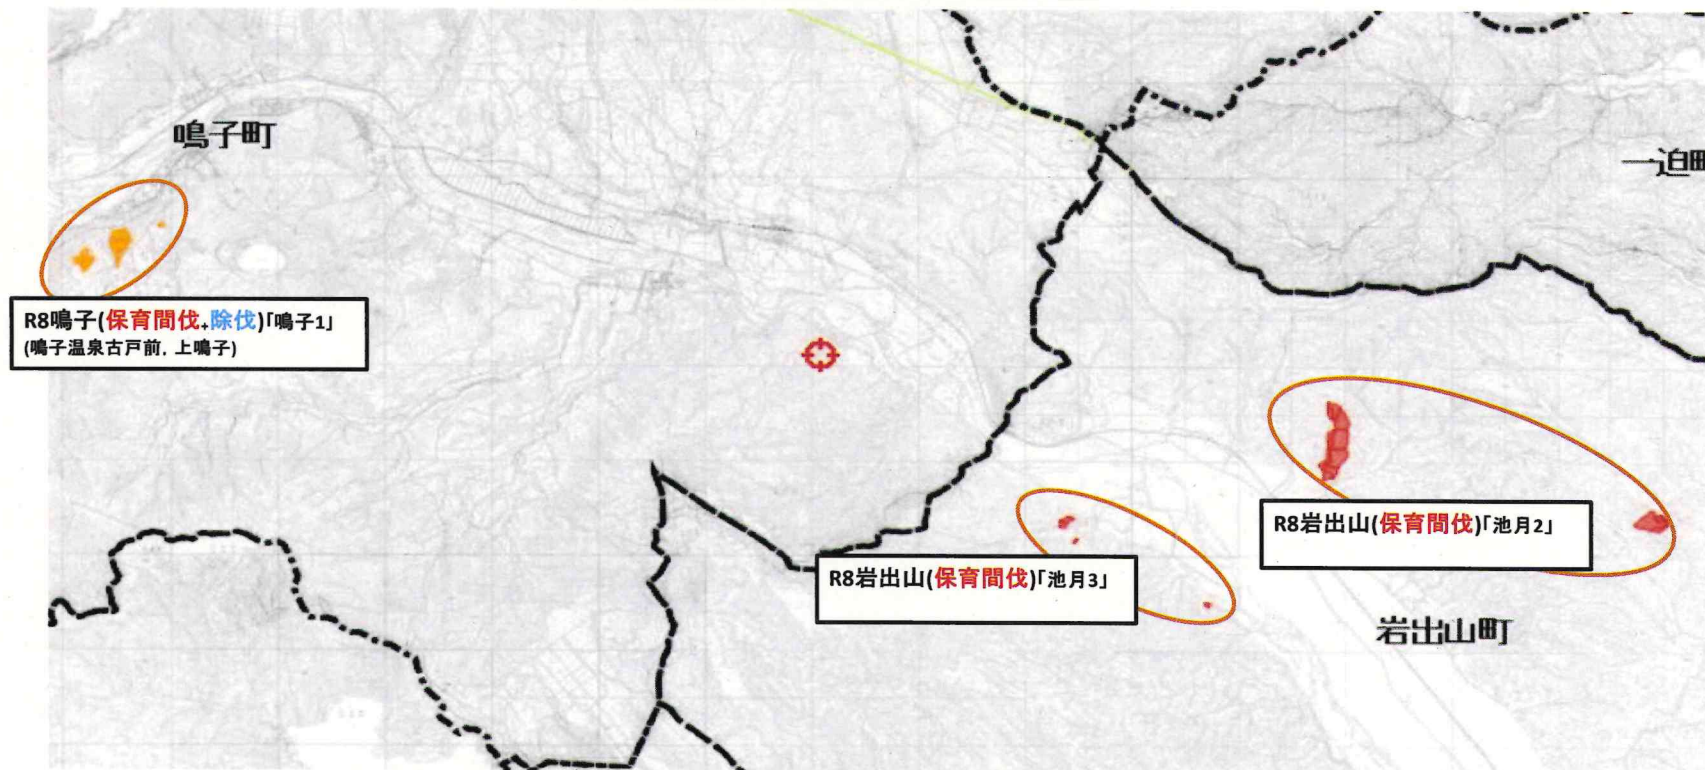 鳴子町
一迫町
R8鳴子(保育間伐+除伐)「鳴子1」
(鳴子温泉古戸前, 上鳴子)
R8岩出山(保育間伐)「池月2」
R8岩出山(保育間伐)「池月3」
岩出山町